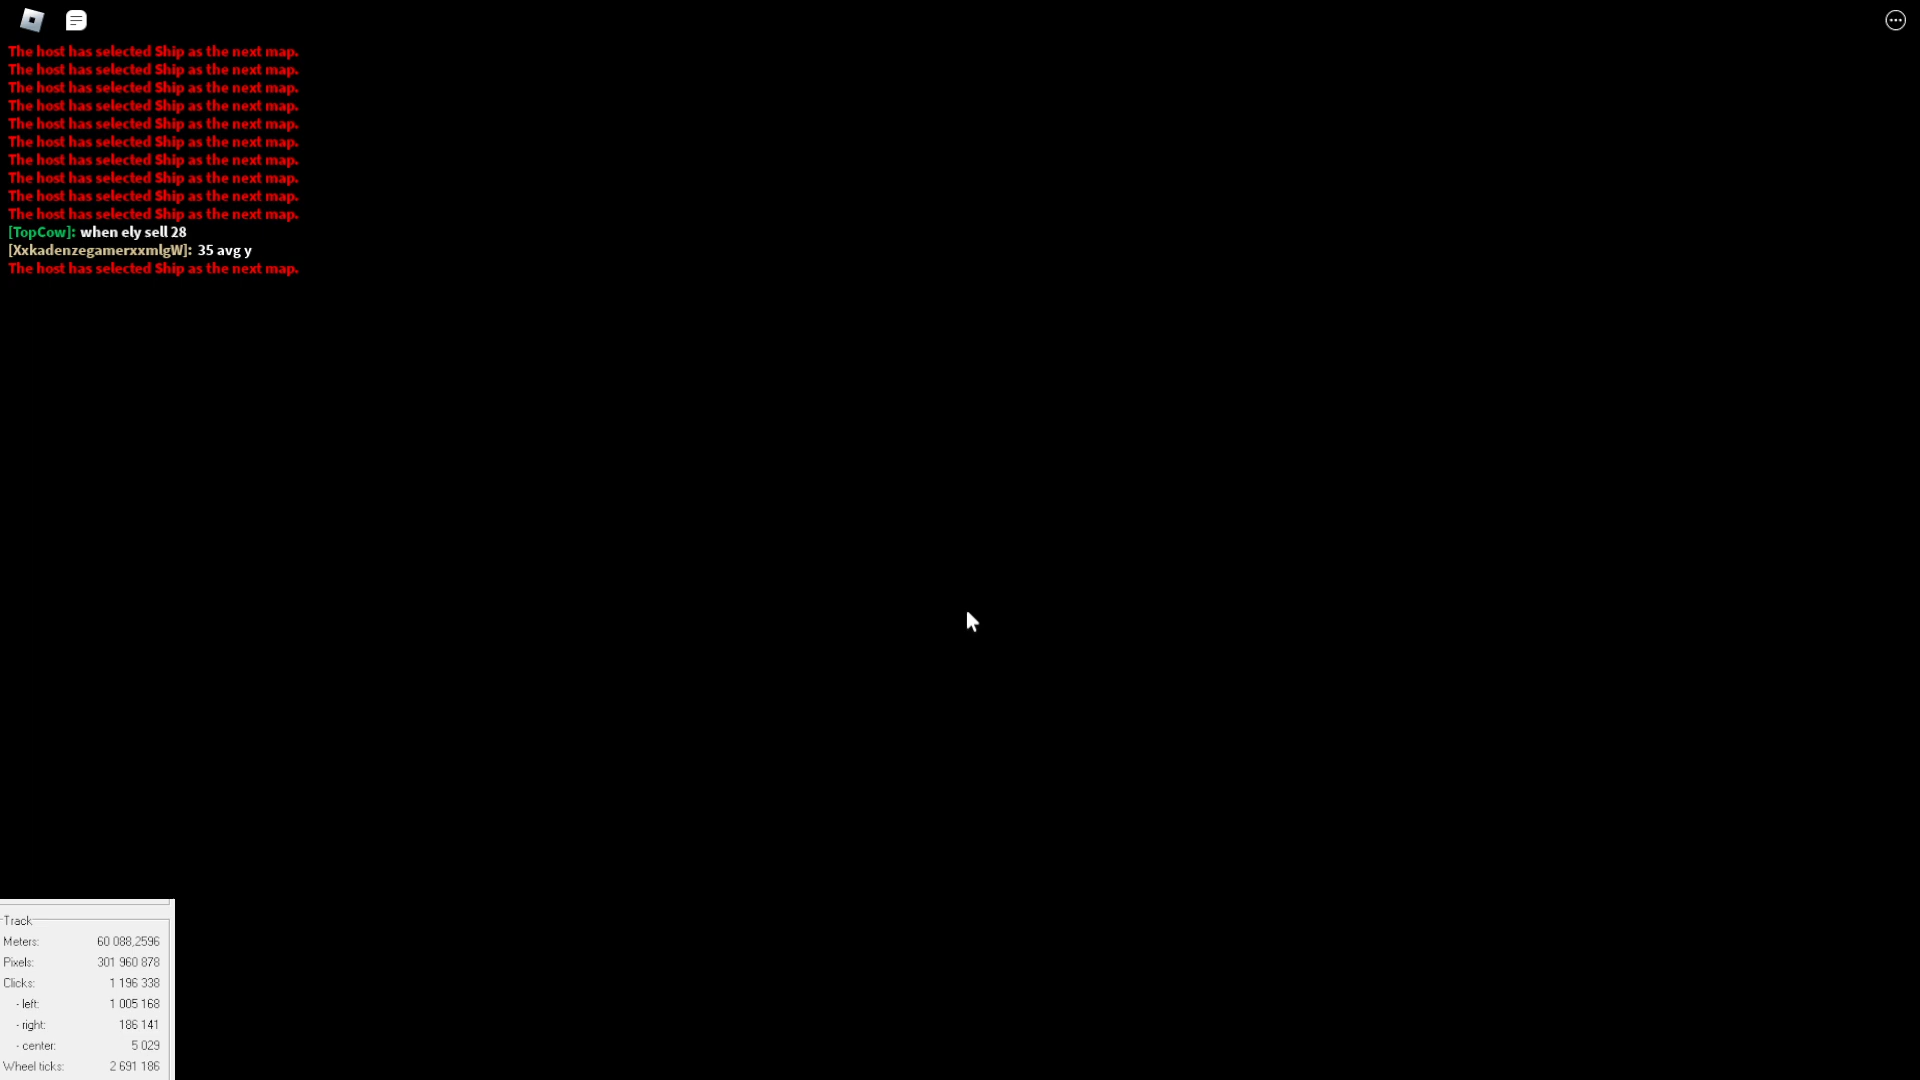 The host has selected Ship as the next map.
The host has selected Ship as the next map.
The host has selected Ship as the next map.
The host has selected Ship as the next map.
The host has selected Ship as the next map.
The host has selected Ship as the next map.
The host has selected Ship as the next map.
The host has selected Ship as the next map.
The host has selected Ship as the next map.
The host has selected Ship as the next map.
[TopCow]: when ely sell 28
[XxkadenzegamerxxmlgW]: 35 avg y
The host has selected Ship as the next map.
Track
Meters: 60 088,2596
Pixels: 301 960 878
Clicks: 1 196 338
- left: 1 005 168
- right: 186 141
- center: 5 029
Wheel ticks: 2 691 186